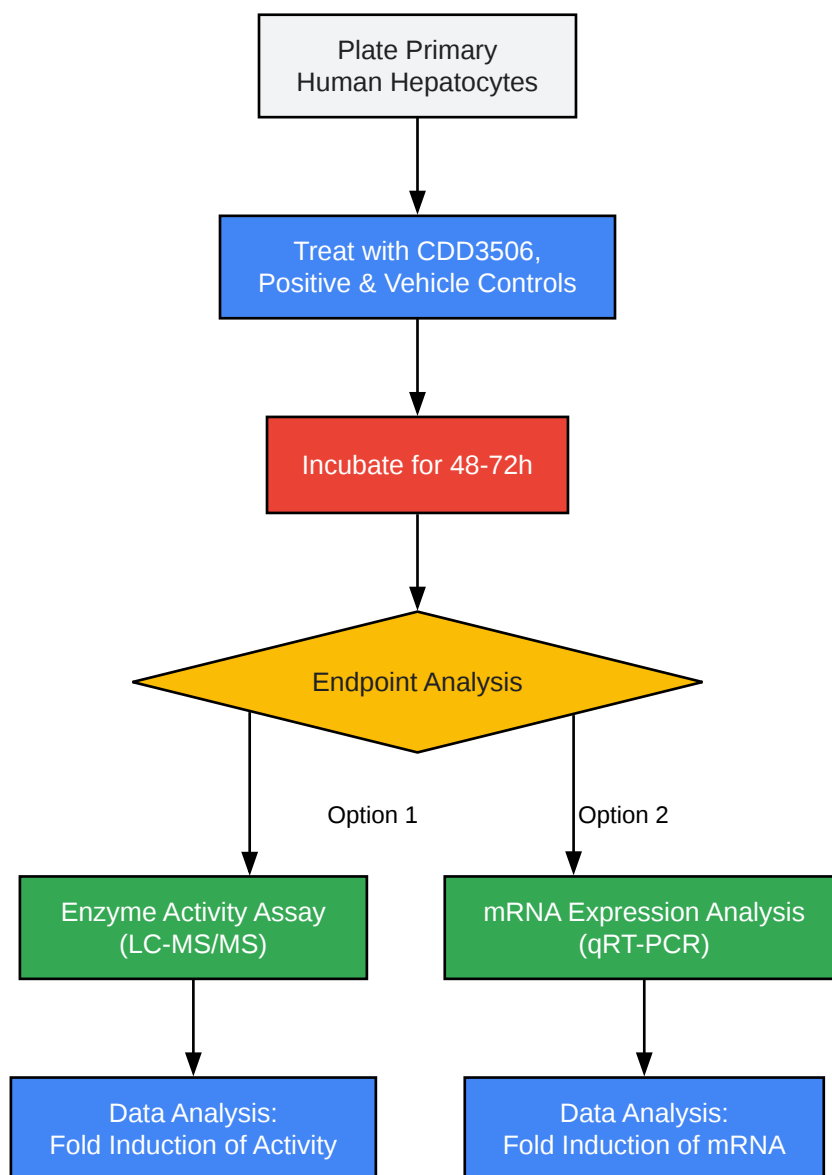 Plate Primary
Human Hepatocytes
Treat with CDD3506,
Positive & Vehicle Controls
Incubate for 48-72h
Endpoint Analysis
Option 1
Option 2
Enzyme Activity Assay
(LC-MS/MS)
mRNA Expression Analysis
(qRT-PCR)
Data Analysis:
Fold Induction of Activity
Data Analysis:
Fold Induction of mRNA